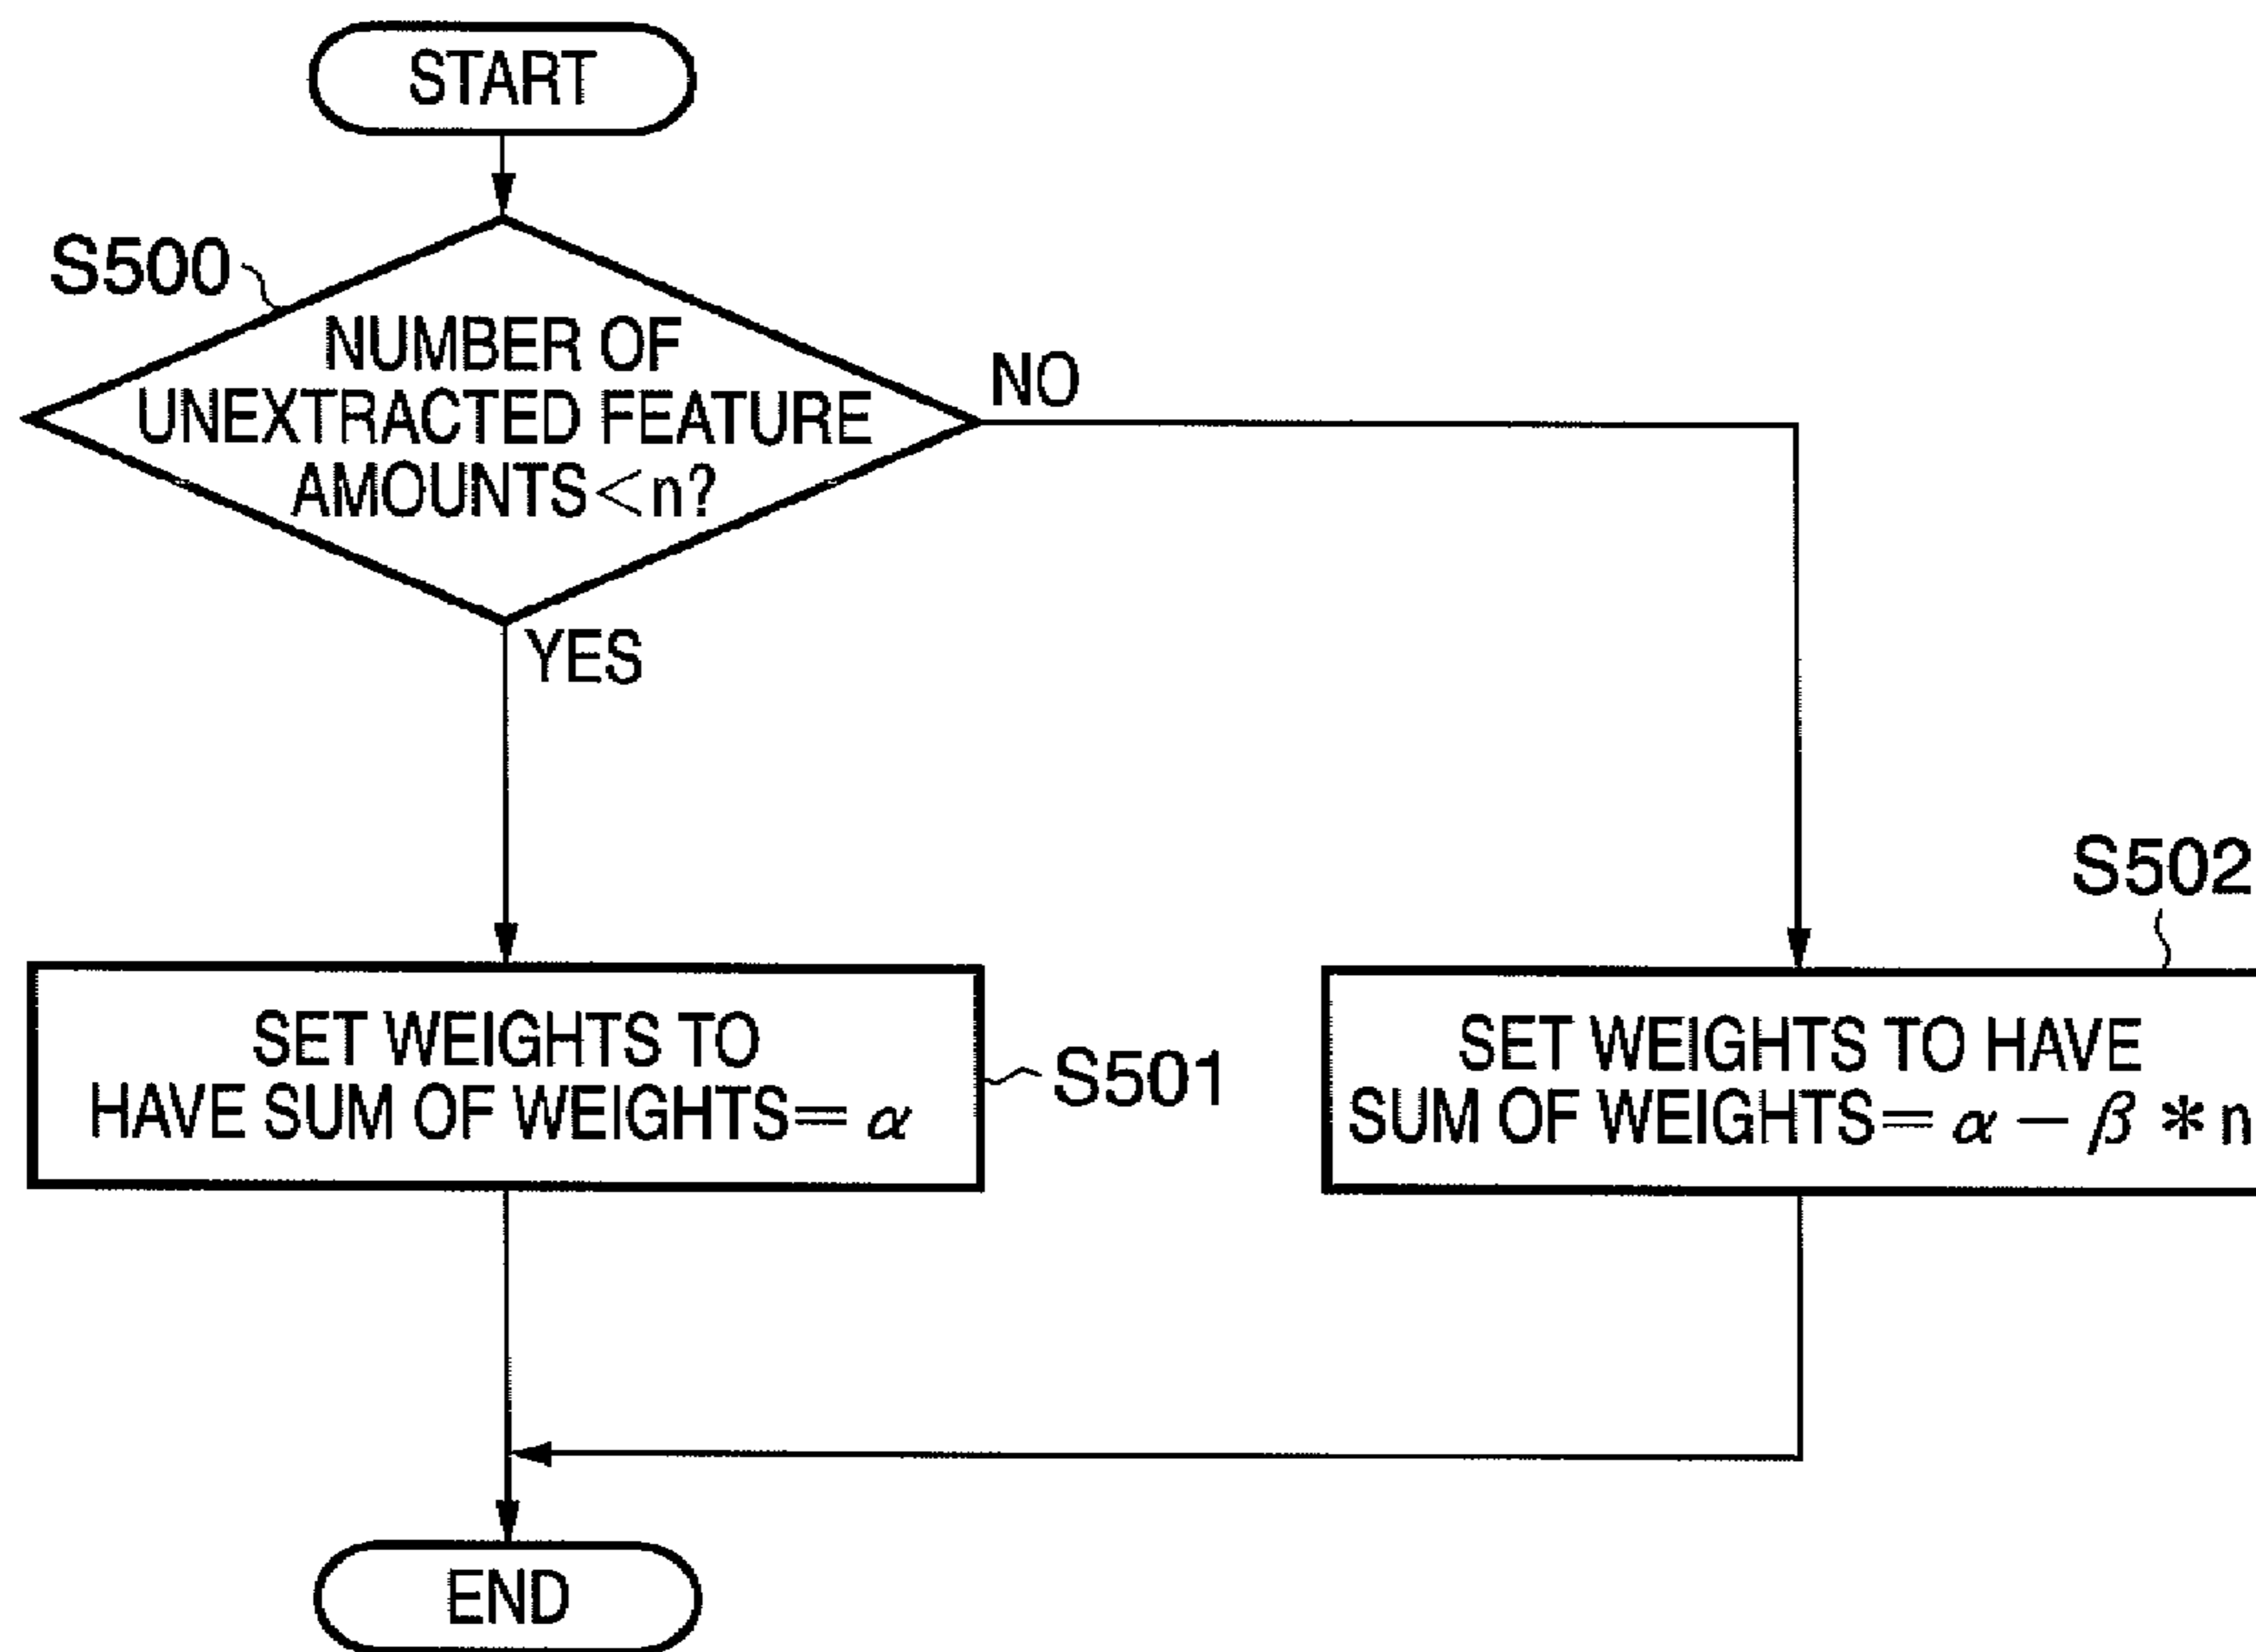 START
S500
NUMBER OF
UNEXTRACTED FEATURE
AMOUNTS<n?
NO
YES
SET WEIGHTS TO
HAVE SUM OF WEIGHTS= α
S501
S502
SET WEIGHTS TO HAVE
SUM OF WEIGHTS= α − β * n
END